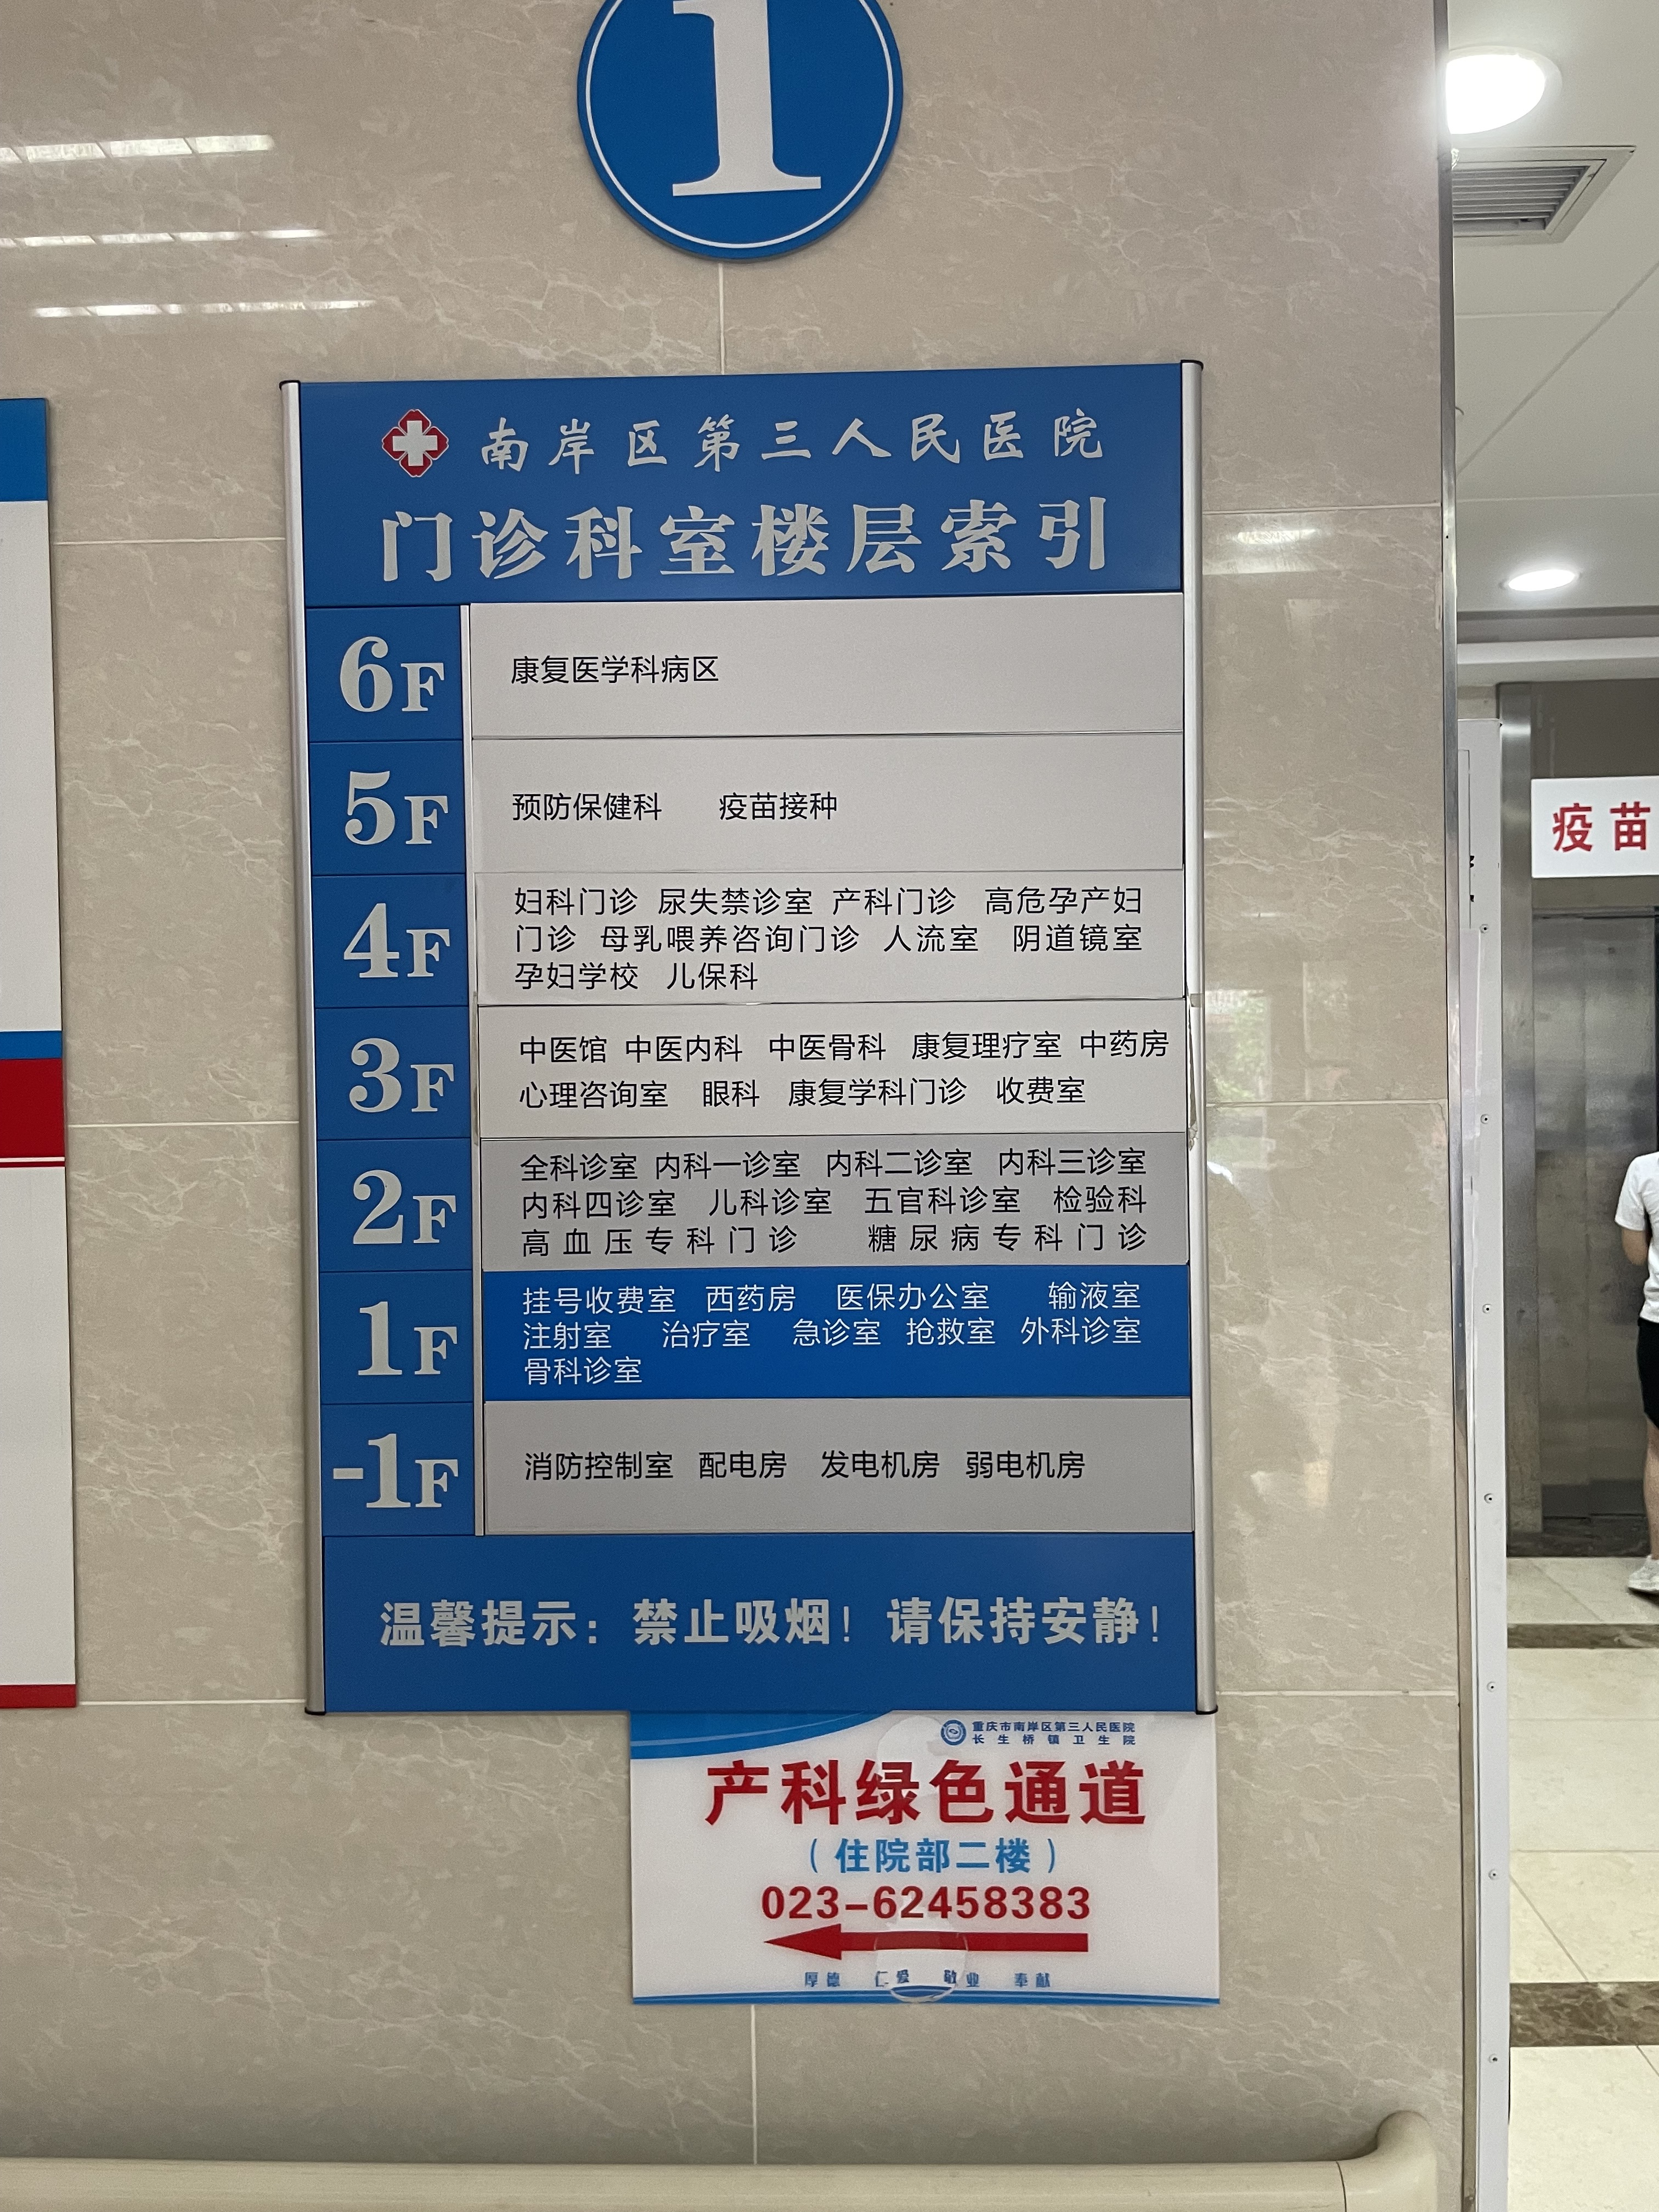 1
南岸区第三人民医院
门诊科室楼层索引
6F
康复医学科病区
5F
预防保健科 疫苗接种
4F
妇科门诊 尿失禁诊室 产科门诊 高危孕产妇
门诊 母乳喂养咨询门诊 人流室 阴道镜室
孕妇学校 儿保科
3F
中医馆 中医内科 中医骨科 康复理疗室 中药房
心理咨询室 眼科 康复学科门诊 收费室
2F
全科诊室 内科一诊室 内科二诊室 内科三诊室
内科四诊室 儿科诊室 五官科诊室 检验科
高血压专科门诊 糖尿病专科门诊
1F
挂号收费室 西药房 医保办公室 输液室
注射室 治疗室 急诊室 抢救室 外科诊室
骨科诊室
-1F
消防控制室 配电房 发电机房 弱电机房
温馨提示：禁止吸烟！请保持安静！
重庆市南岸区第三人民医院
长生桥镇卫生院
产科绿色通道
（住院部二楼）
023-62458383
厚德 仁爱 敬业 奉献
疫苗